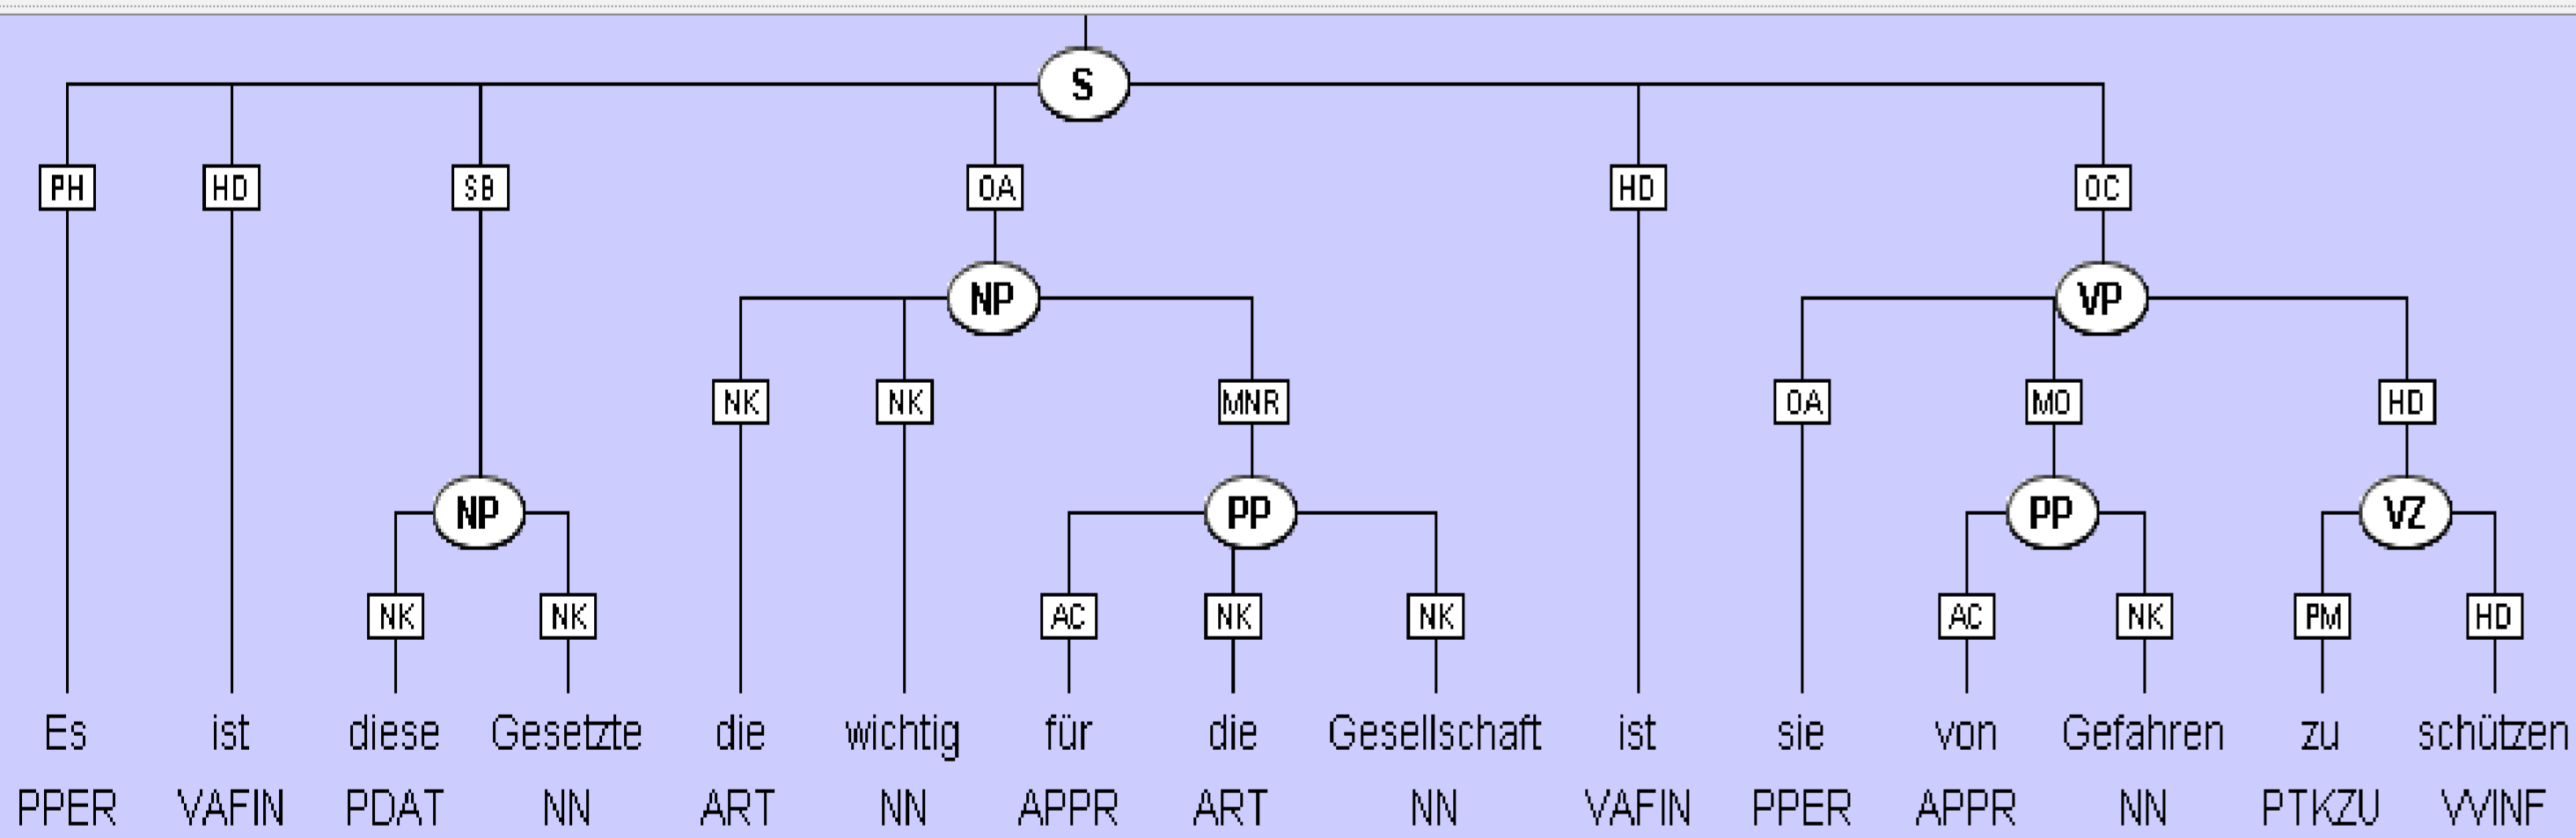 S
PH HD SB OA HD OC
NP VP
NK NK MNR OA MO HD
NP PP PP VZ
NK NK AC NK NK AC NK PM HD
Es ist diese Gesetzte die wichtig für die Gesellschaft ist sie von Gefahren zu schützen
PPER VAFIN PDAT NN ART NN APPR ART NN VAFIN PPER APPR NN PTKZU VVINF